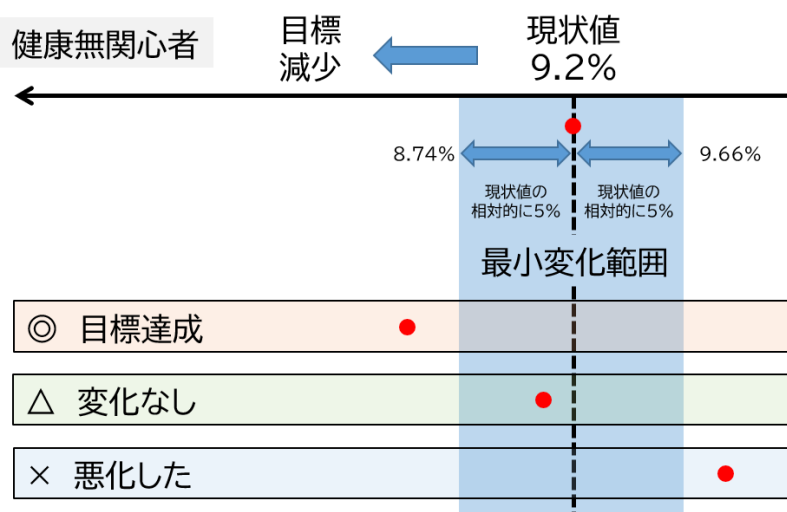 健康無関心者
目標
減少
現状値
9.2%
8.74%
9.66%
現状値の
相対的に5%
現状値の
相対的に5%
最小変化範囲
◎ 目標達成
△ 変化なし
× 悪化した